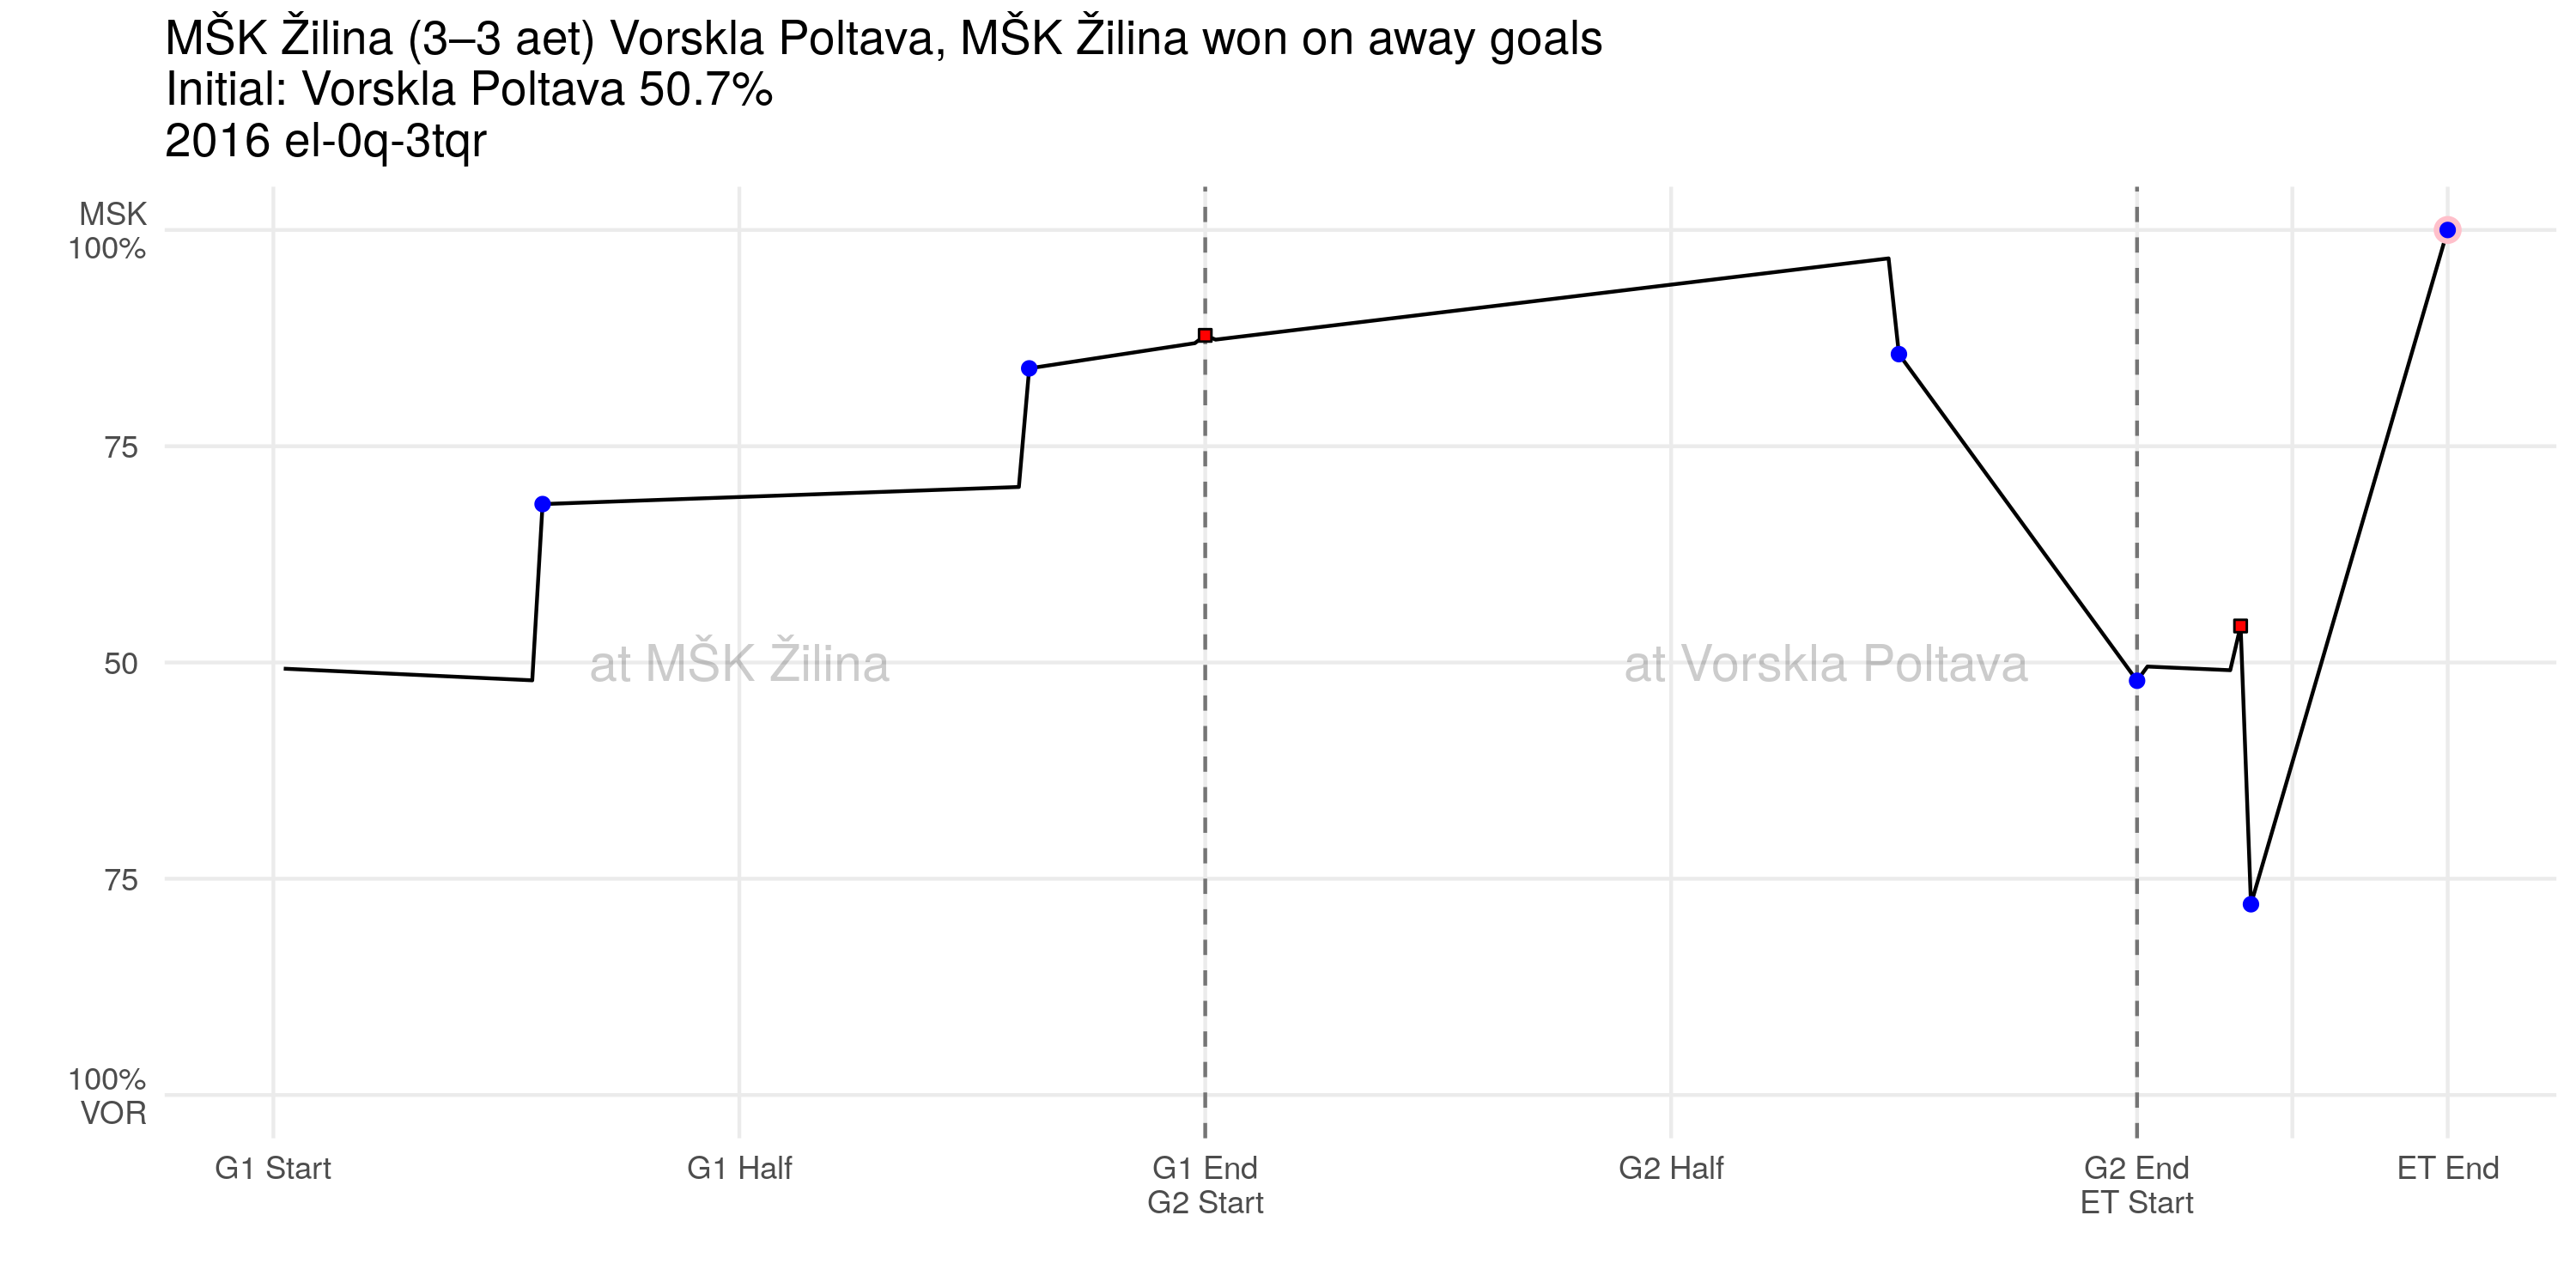 MŠK Žilina (3–3 aet) Vorskla Poltava, MŠK Žilina won on away goals
Initial: Vorskla Poltava 50.7%
2016 el-0q-3tqr
MSK
100%
75
50
75
100%
VOR
at MŠK Žilina
at Vorskla Poltava
G1 Start
G1 Half
G1 End
G2 Start
G2 Half
G2 End
ET Start
ET End